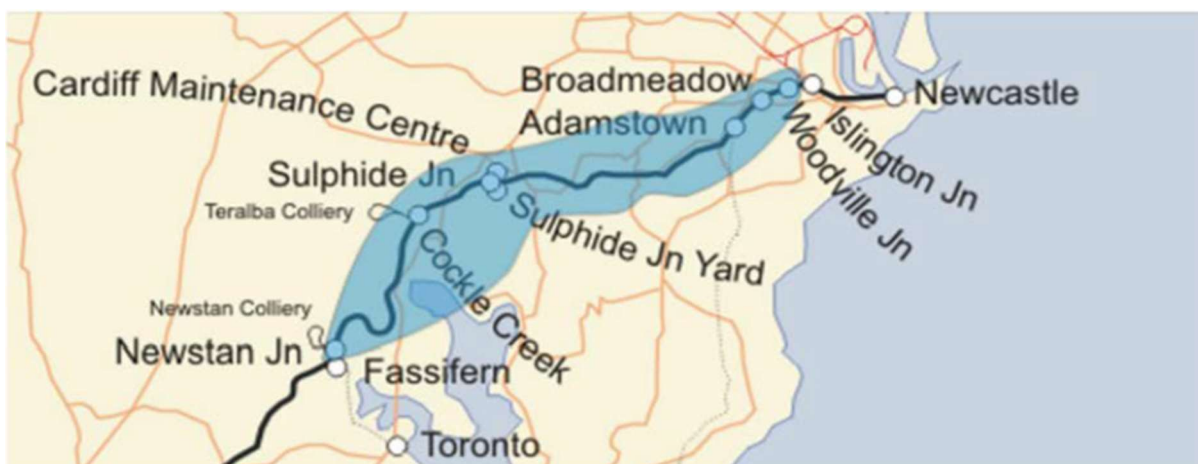 Cardiff Maintenance Centre
Broadmeadow
Newcastle
Adamstown
Islington Jn
Woodville Jn
Sulphide Jn
Sulphide Jn Yard
Teralba Colliery
Cockle Creek
Newstan Colliery
Newstan Jn
Fassifern
Toronto